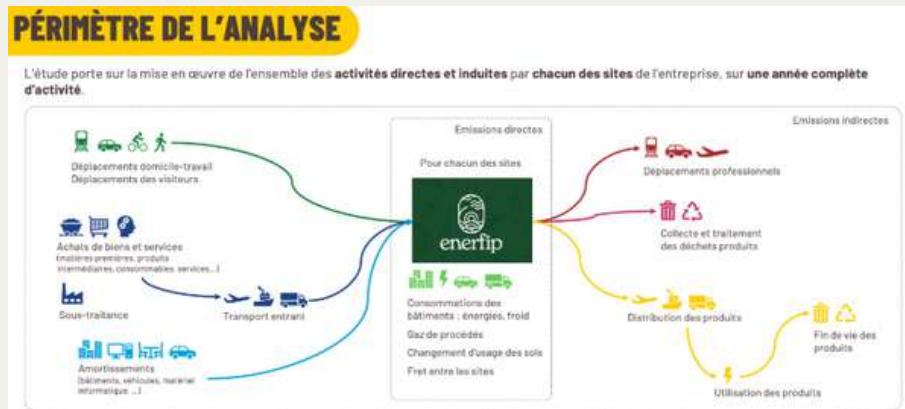 PÉRIMÈTRE DE L'ANALYSE
L'étude porte sur la mise en œuvre de l'ensemble des activités directes et induites par chacun des sites de l'entreprise, sur une année complète
d'activité.
Emissions directes
Emissions indirectes
Pour chacun des sites
Déplacements domicile-travail
Déplacements des visiteurs
Achats de biens et services
(matières premières, produits
intermédiaires, consommables, services...)
Sous-traitance
Transport entrant
Amortissements
(bâtiments, véhicules, matériel
informatique ...)
enerfip
Consommations des
bâtiments : énergies, froid
Gaz de procédés
Changement d'usage des sols
Fret entre les sites
Déplacements professionnels
Collecte et traitement
des déchets produits
Distribution des produits
Fin de vie des
produits
Utilisation des produits